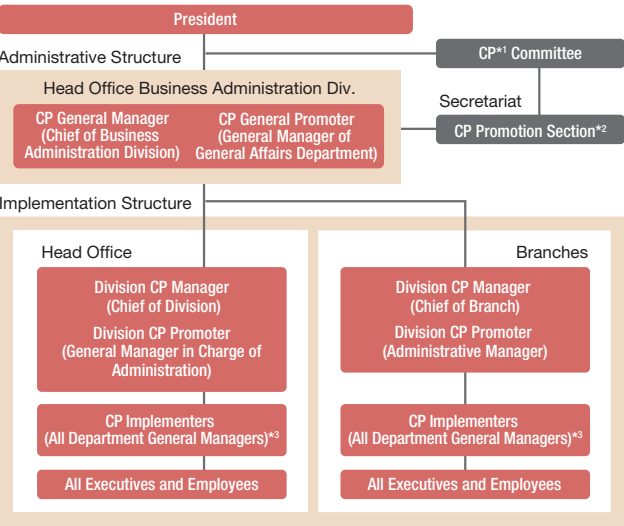 President
Administrative Structure
CP*1 Committee
Head Office Business Administration Div.
Secretariat
CP General Manager
(Chief of Business
Administration Division)
CP General Promoter
(General Manager of
General Affairs Department)
CP Promotion Section*2
Implementation Structure
Head Office
Division CP Manager
(Chief of Division)
Division CP Promoter
(General Manager in Charge of
Administration)
CP Implementers
(All Department General Managers)*3
All Executives and Employees
Branches
Division CP Manager
(Chief of Branch)
Division CP Promoter
(Administrative Manager)
CP Implementers
(All Department General Managers)*3
All Executives and Employees